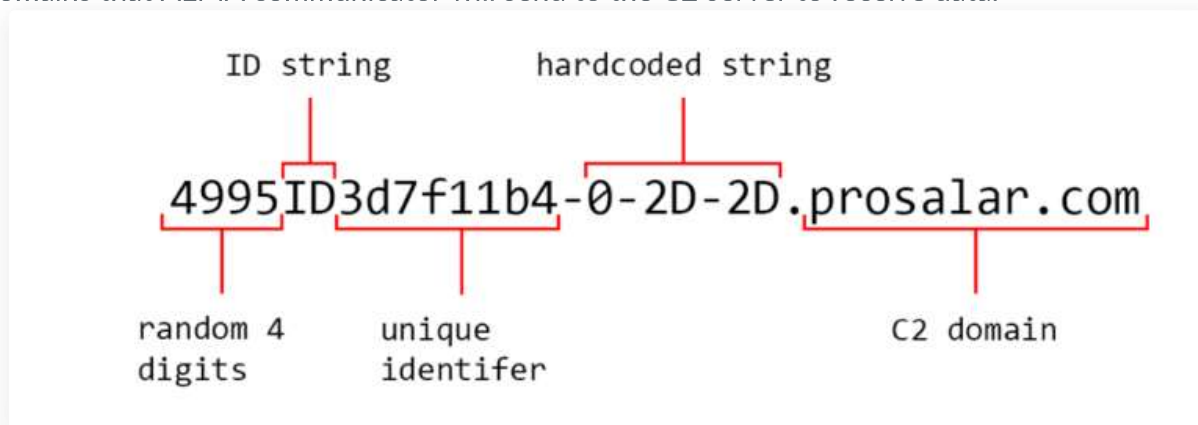 ID string hardcoded string
4995ID3d7f11b4-0-2D-2D.prosalar.com
random 4 unique C2 domain
digits identifer